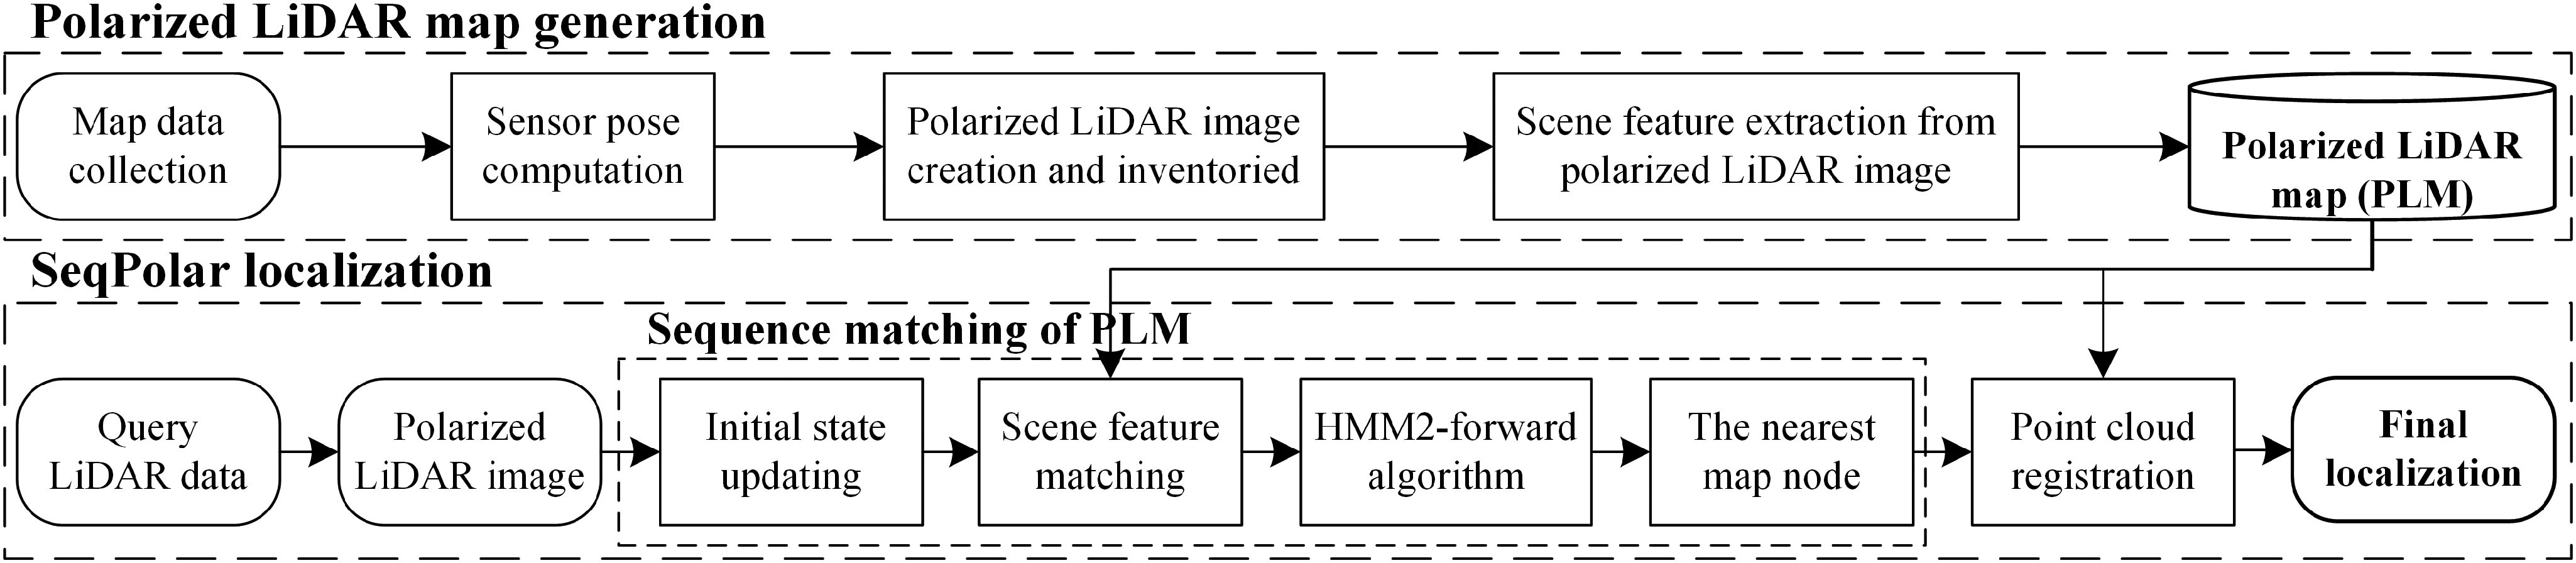 Polarized LiDAR map generation
Map data
collection
Sensor pose
computation
Polarized LiDAR image
creation and inventoried
Scene feature extraction from
polarized LiDAR image
Polarized LiDAR
map (PLM)
SeqPolar localization
Sequence matching of PLM
Query
LiDAR data
Polarized
LiDAR image
Initial state
updating
Scene feature
matching
HMM2-forward
algorithm
The nearest
map node
Point cloud
registration
Final
localization